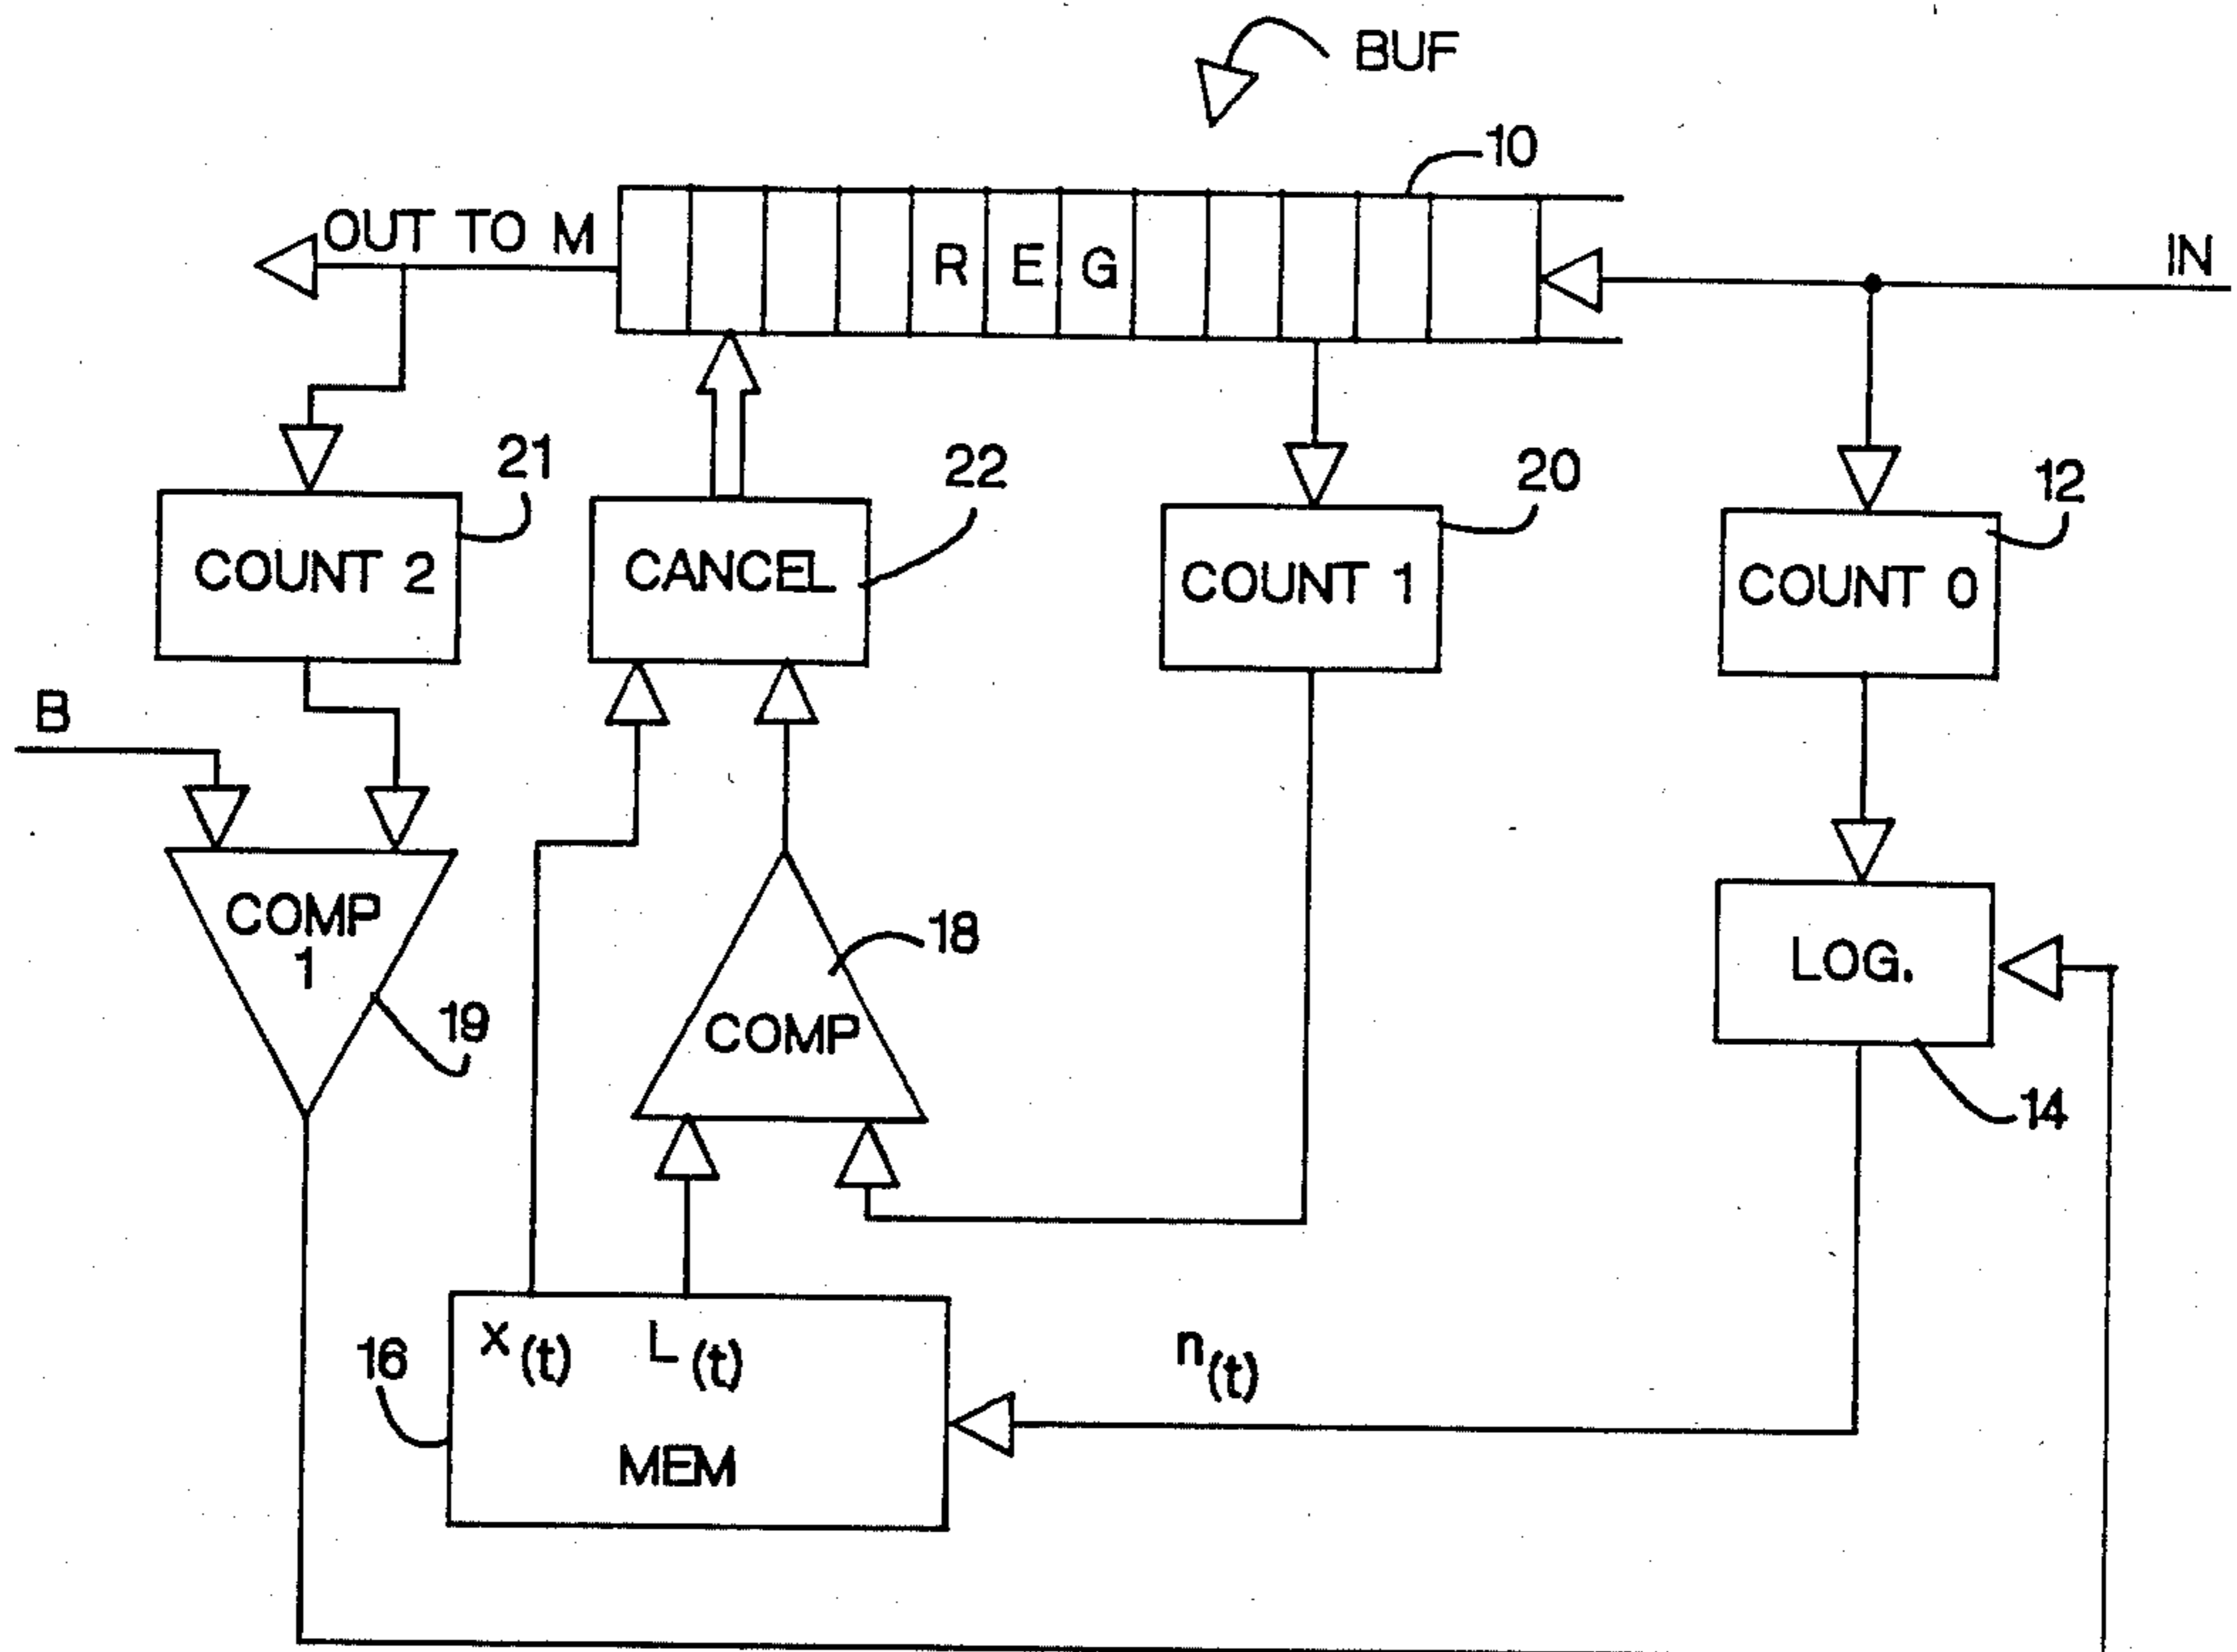 BUF
10
OUT TO M
R E G
IN
21
22
20
12
COUNT 2
CANCEL
COUNT 1
COUNT 0
B
COMP
1
18
LOG.
19
COMP
14
16
x(t)
L(t)
n(t)
MEM